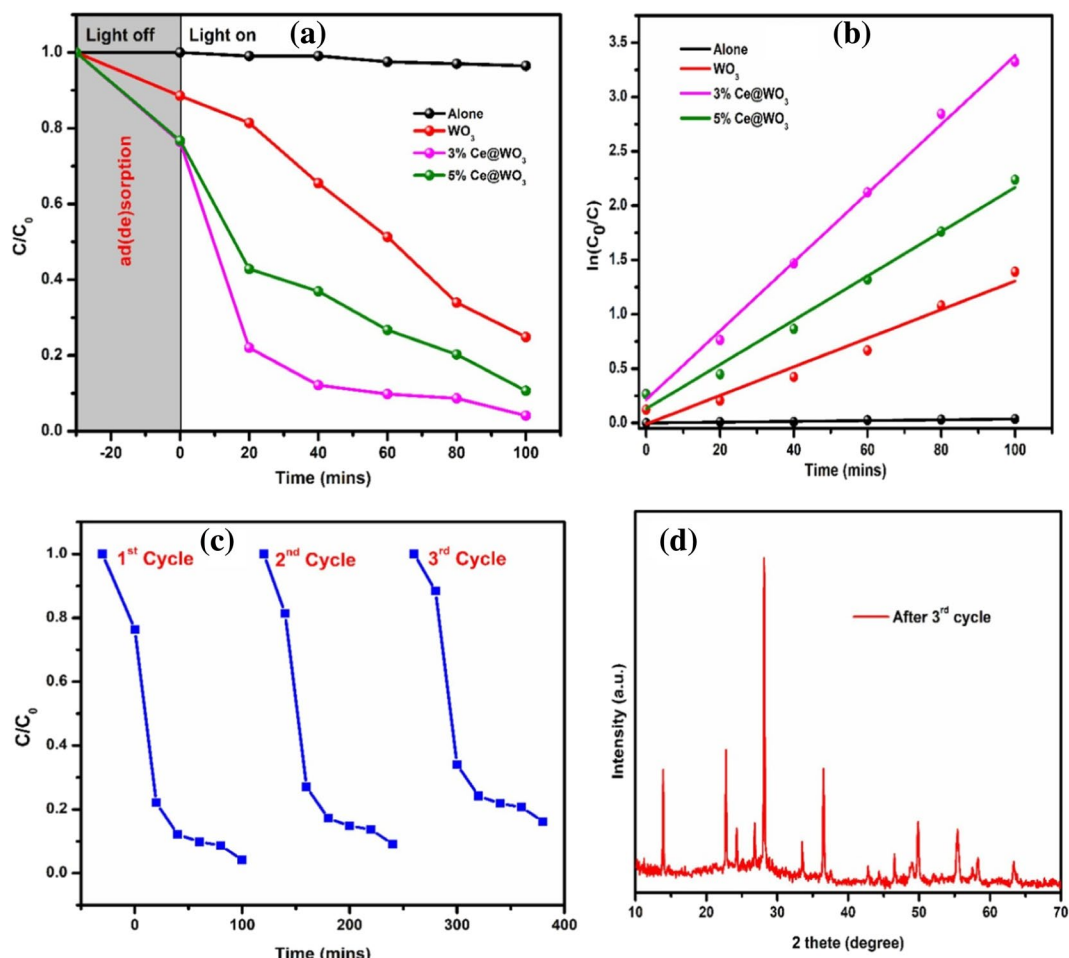 Light off
Light on
(a)
1.0
0.8
0.6
0.4
0.2
0.0
C/C0
ad(de)sorption
Alone
WO3
3% Ce@WO3
5% Ce@WO3
-20 0 20 40 60 80 100
Time (mins)
(b)
3.5
3.0
2.5
2.0
1.5
1.0
0.5
0.0
ln(C0/C)
Alone
WO3
3% Ce@WO3
5% Ce@WO3
0 20 40 60 80 100
Time (mins)
(c)
1.0
0.8
0.6
0.4
0.2
0.0
C/C0
1st Cycle
2nd Cycle
3rd Cycle
0 100 200 300 400
Time (mins)
(d)
After 3rd cycle
Intensity (a.u.)
10 20 30 40 50 60 70
2 thete (degree)